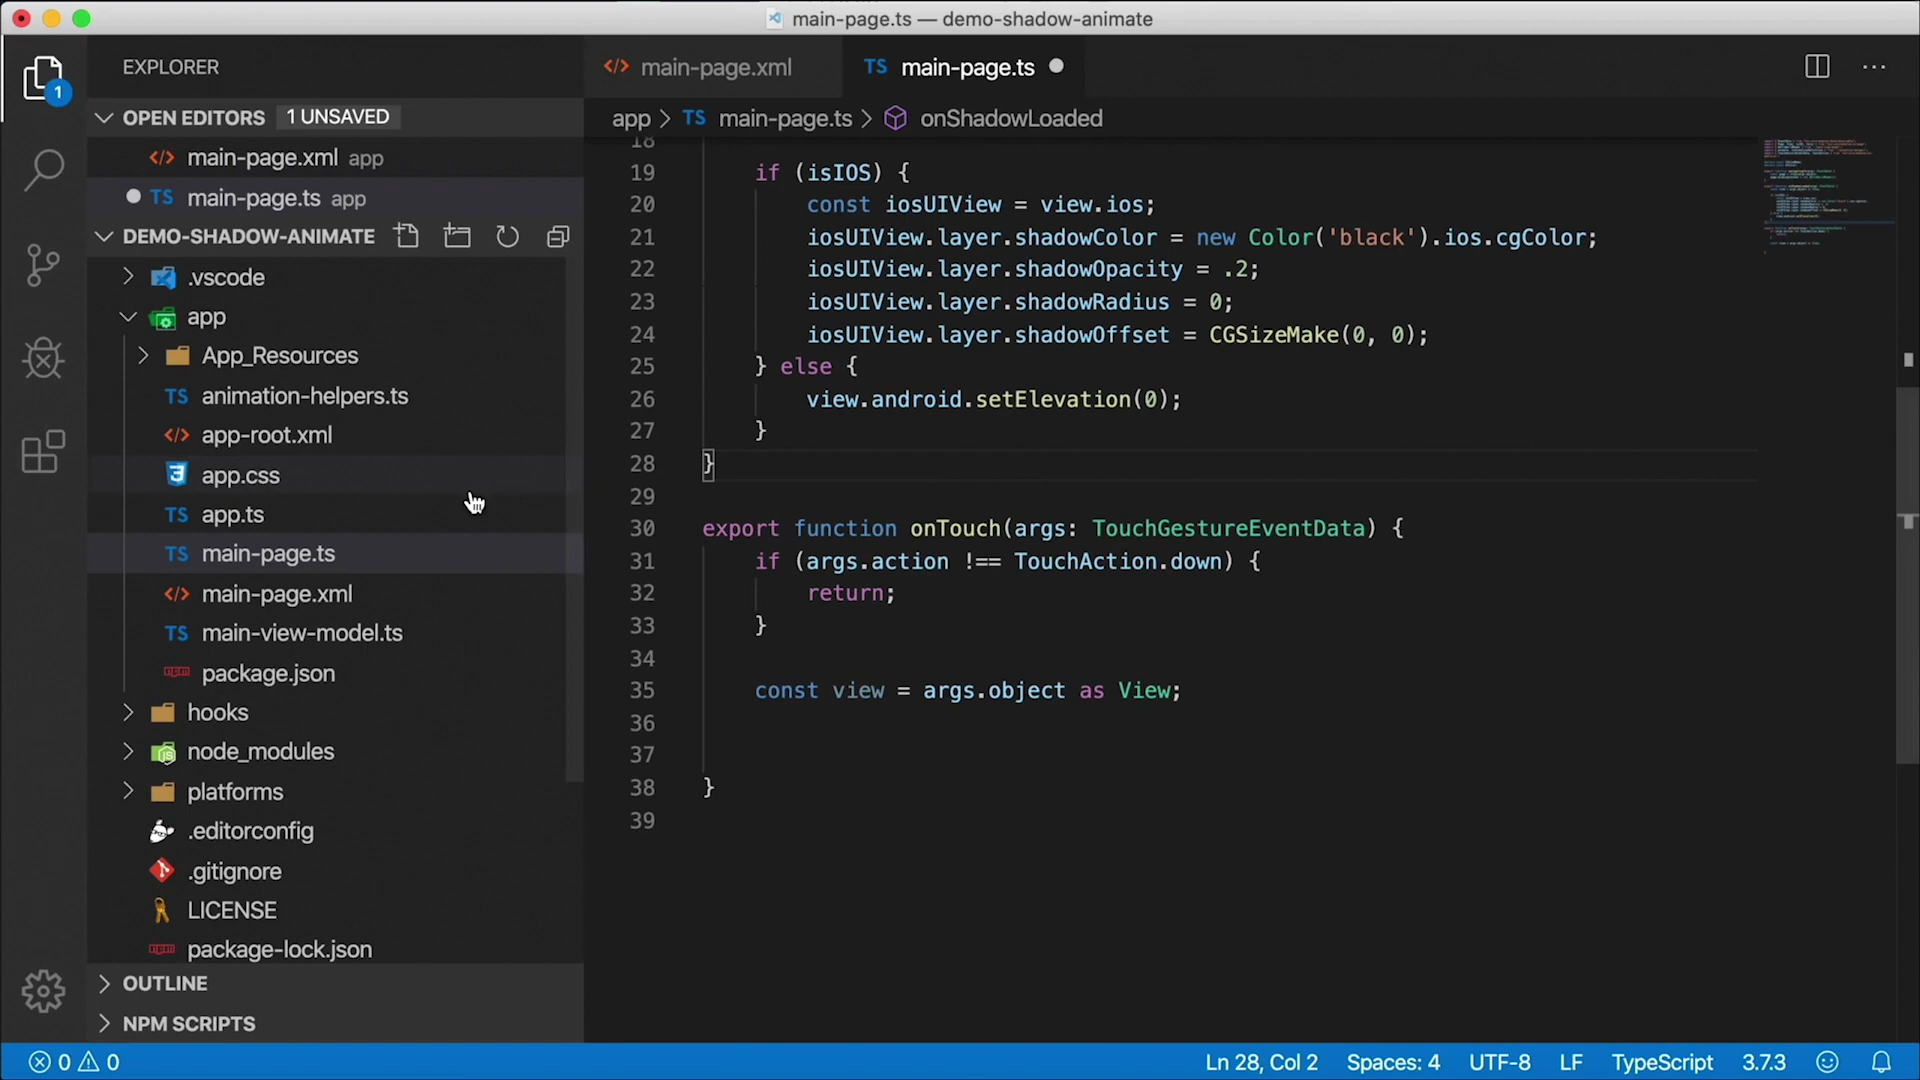 main-page.ts — demo-shadow-animate
1
EXPLORER
OPEN EDITORS 1 UNSAVED
main-page.xml app
TS main-page.ts app
DEMO-SHADOW-ANIMATE
.vscode
app
App_Resources
TS animation-helpers.ts
app-root.xml
app.css
TS app.ts
TS main-page.ts
main-page.xml
TS main-view-model.ts
package.json
hooks
node_modules
platforms
.editorconfig
.gitignore
LICENSE
package-lock.json
OUTLINE
NPM SCRIPTS
</> main-page.xml TS main-page.ts
app > TS main-page.ts > onShadowLoaded
18
19 if (isIOS) {
20 const iosUIView = view.ios;
21 iosUIView.layer.shadowColor = new Color('black').ios.cgColor;
22 iosUIView.layer.shadowOpacity = .2;
23 iosUIView.layer.shadowRadius = 0;
24 iosUIView.layer.shadowOffset = CGSizeMake(0, 0);
25 } else {
26 view.android.setElevation(0);
27 }
28 }
29
30 export function onTouch(args: TouchGestureEventData) {
31 if (args.action !== TouchAction.down) {
32 return;
33 }
34
35 const view = args.object as View;
36
37
38 }
39
0 0 Ln 28, Col 2 Spaces: 4 UTF-8 LF TypeScript 3.7.3